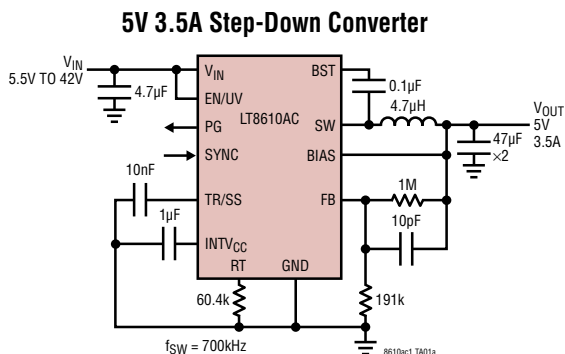 5V 3.5A Step-Down Converter
VIN
5.5V TO 42V
4.7µF
VIN
EN/UV
PG
SYNC
TR/SS
INTVCC
RT
GND
LT8610AC
BST
SW
BIAS
FB
0.1µF
4.7µH
VOUT
5V
3.5A
47µF
×2
1M
10pF
10nF
1µF
60.4k
191k
fSW = 700kHz
8610ac1 TA01a